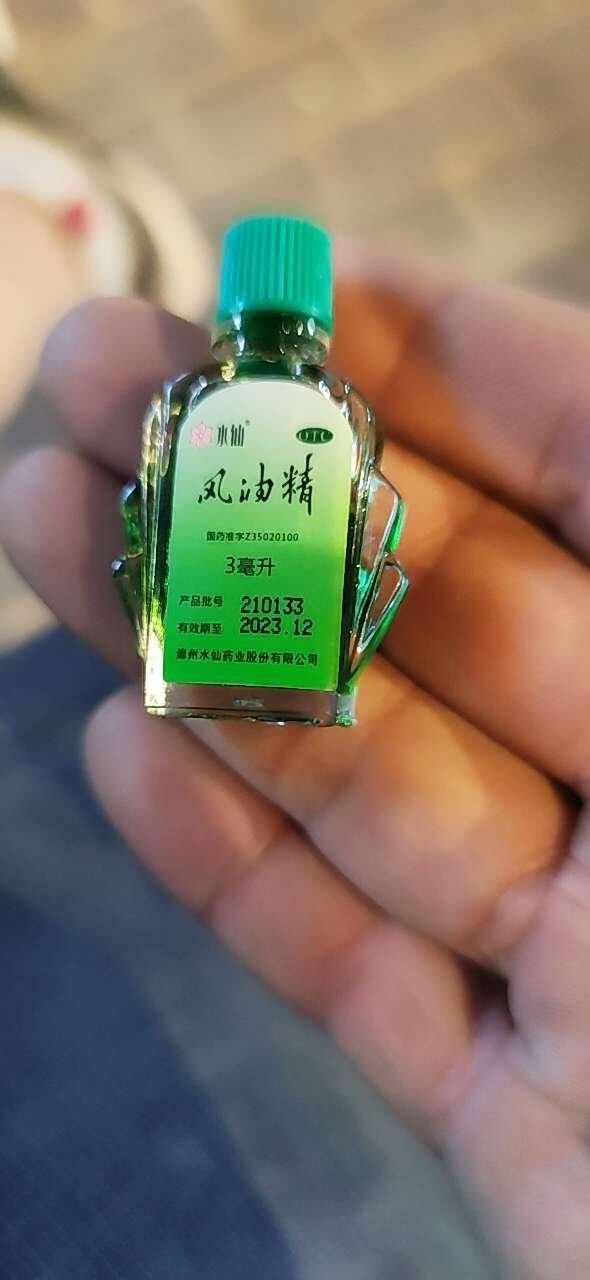 水仙® OTC
风油精
国药准字Z35020100
3毫升
产品批号 210133
有效期至 2023.12
漳州水仙药业股份有限公司